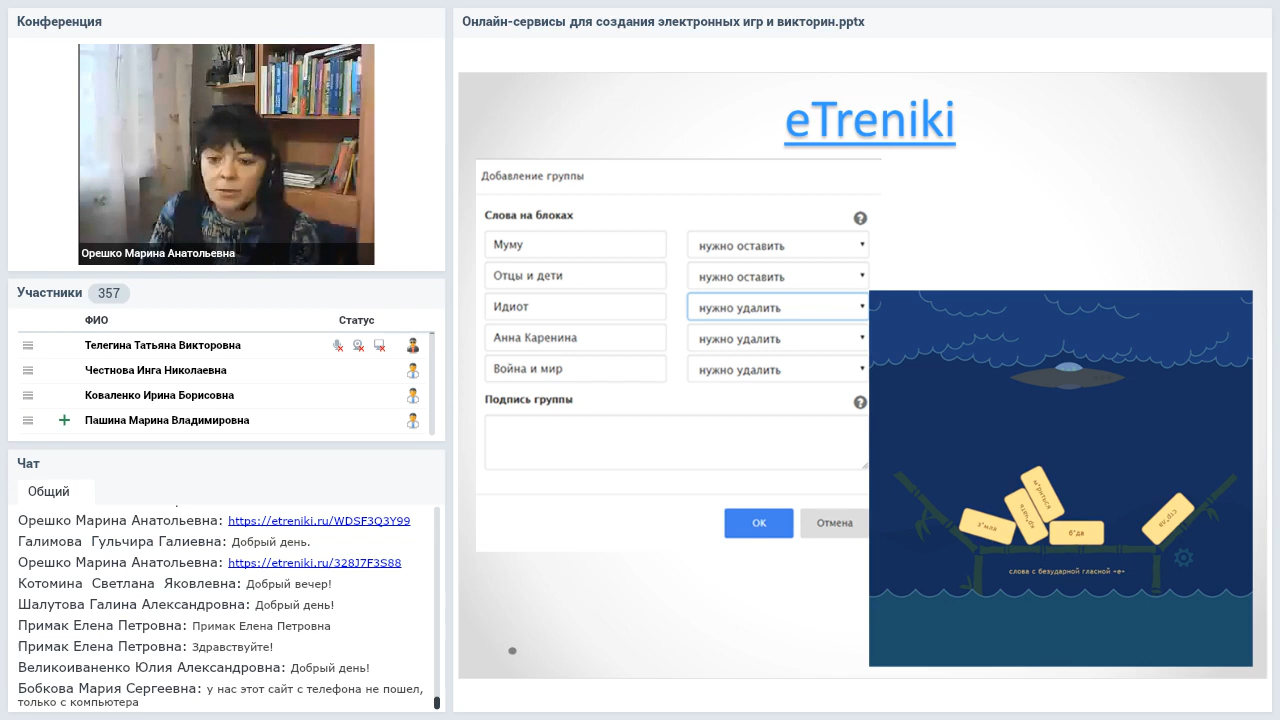 Конференция
Орешко Марина Анатольевна
Участники 357
ФИО Статус
Телегина Татьяна Викторовна
Честнова Инга Николаевна
Коваленко Ирина Борисовна
Пашина Марина Владимировна
Чат
Общий
Орешко Марина Анатольевна: https://etreniki.ru/WDSF3Q3Y99
Галимова Гульчира Галиевна: Добрый день.
Орешко Марина Анатольевна: https://etreniki.ru/328J7F3S88
Котомина Светлана Яковлевна: Добрый вечер!
Шалутова Галина Александровна: Добрый день!
Примак Елена Петровна: Примак Елена Петровна
Примак Елена Петровна: Здравствуйте!
Великоиваненко Юлия Александровна: Добрый день!
Бобкова Мария Сергеевна: у нас этот сайт с телефона не пошел,
только с компьютера
Онлайн-сервисы для создания электронных игр и викторин.pptx
eTreniki
Добавление группы
Слова на блоках
Муму нужно оставить
Отцы и дети нужно оставить
Идиот нужно удалить
Анна Каренина нужно удалить
Война и мир нужно удалить
Подпись группы
ОК Отмена
м*риться
з*мля
б*да
стр*ла
слова с безударной гласной «е»